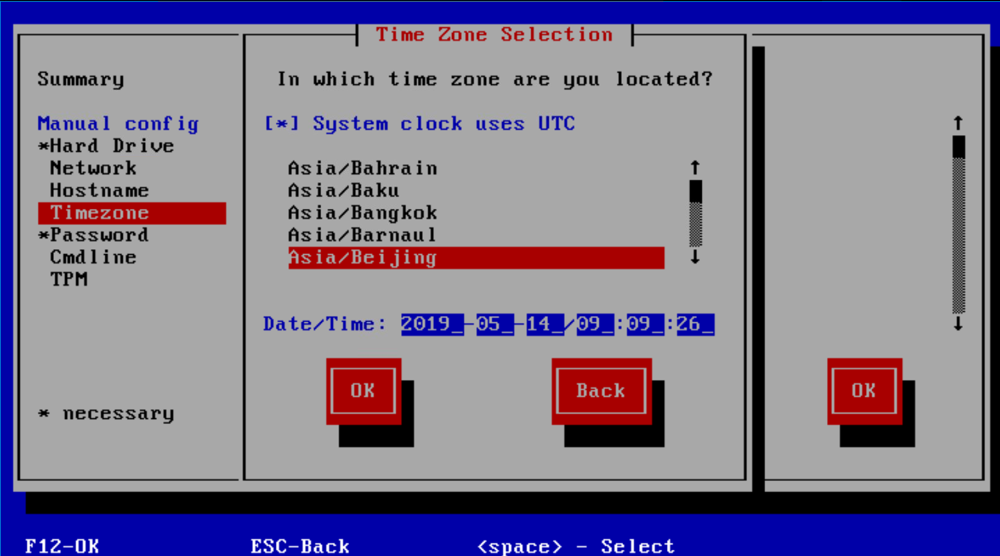 Time Zone Selection
Summary
In which time zone are you located?
Manual config
[*] System clock uses UTC
*Hard Drive
Network
Asia/Bahrain
Hostname
Asia/Baku
Timezone
Asia/Bangkok
*Password
Asia/Barnaul
Cmdline
Asia/Beijing
TPM
Date/Time: 2019_-05_-14_/09_:09_:26_
OK
Back
OK
* necessary
F12-OK
ESC-Back
<space> - Select